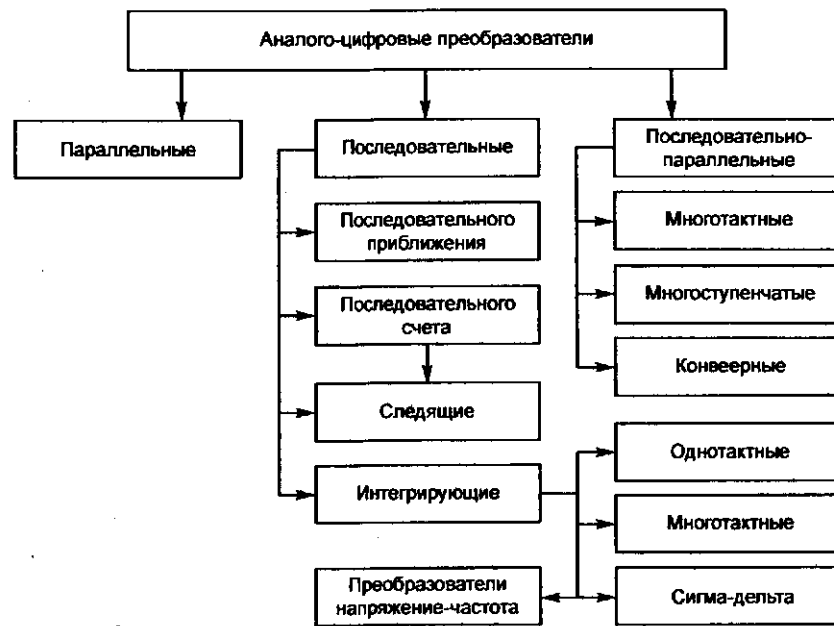 Аналого-цифровые преобразователи
Параллельные
Последовательные
Последовательного
приближения
Последовательного
счета
Следящие
Интегрирующие
Преобразователи
напряжение-частота
Последовательно-
параллельные
Многотактные
Многоступенчатые
Конвеерные
Однотактные
Многотактные
Сигма-дельта